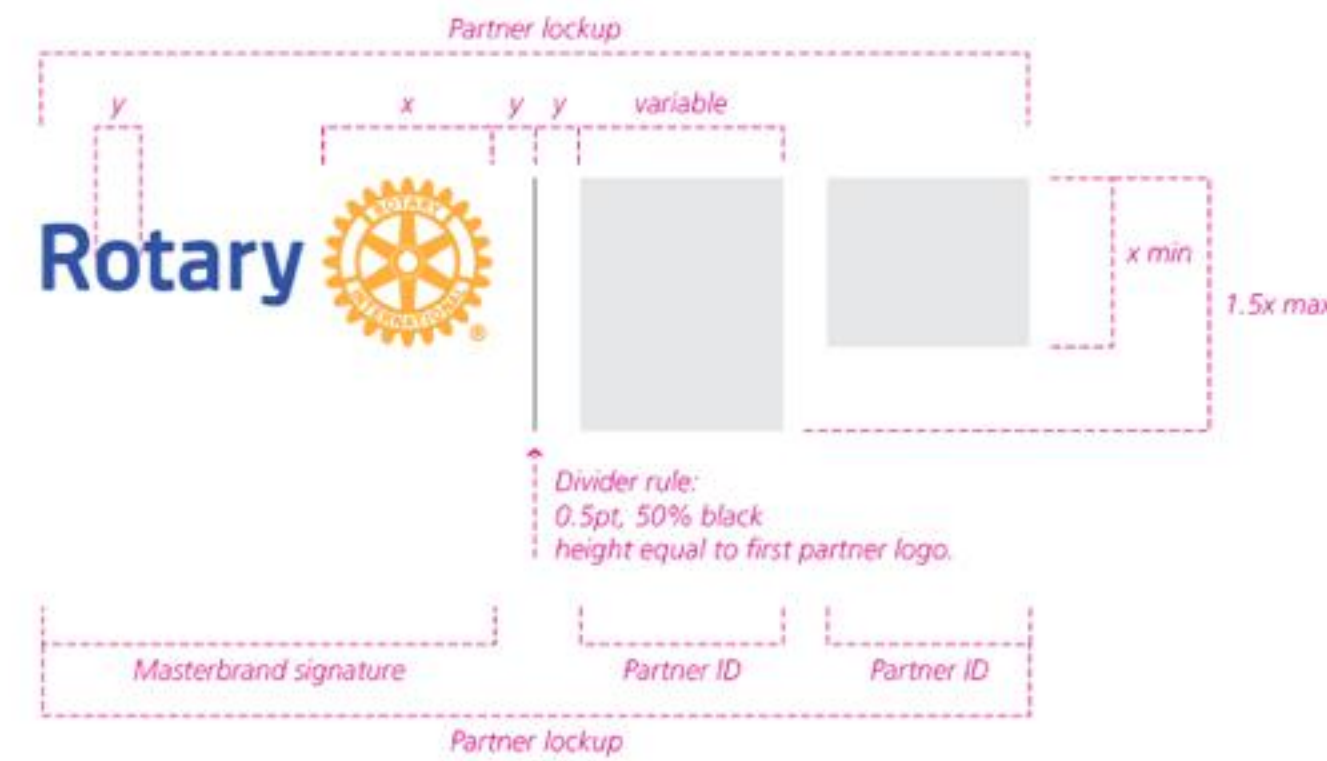 Partner lockup
y
x
y
y
variable
Rotary
ROTARY
INTERNATIONAL
®
x min
1.5x max
Divider rule:
0.5pt, 50% black
height equal to first partner logo.
Masterbrand signature
Partner ID
Partner ID
Partner lockup